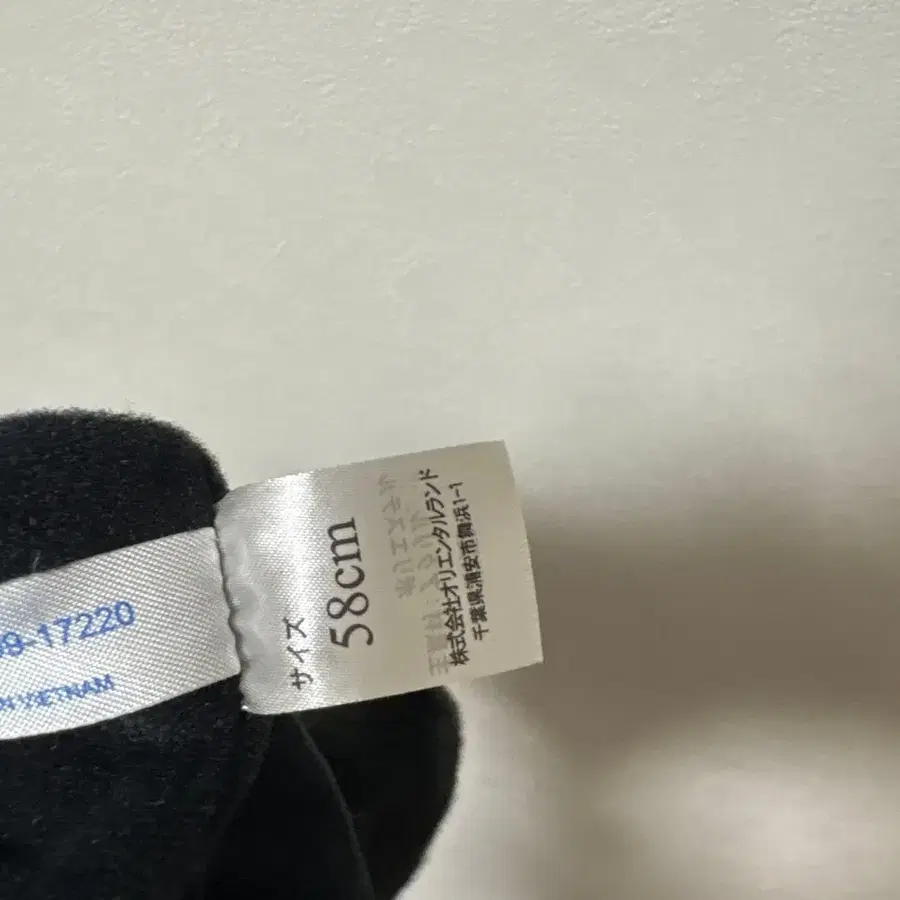 サイズ
58cm
株式会社オリエンタルランド
千葉県浦安市舞浜1-1
9-17220
VIETNAM